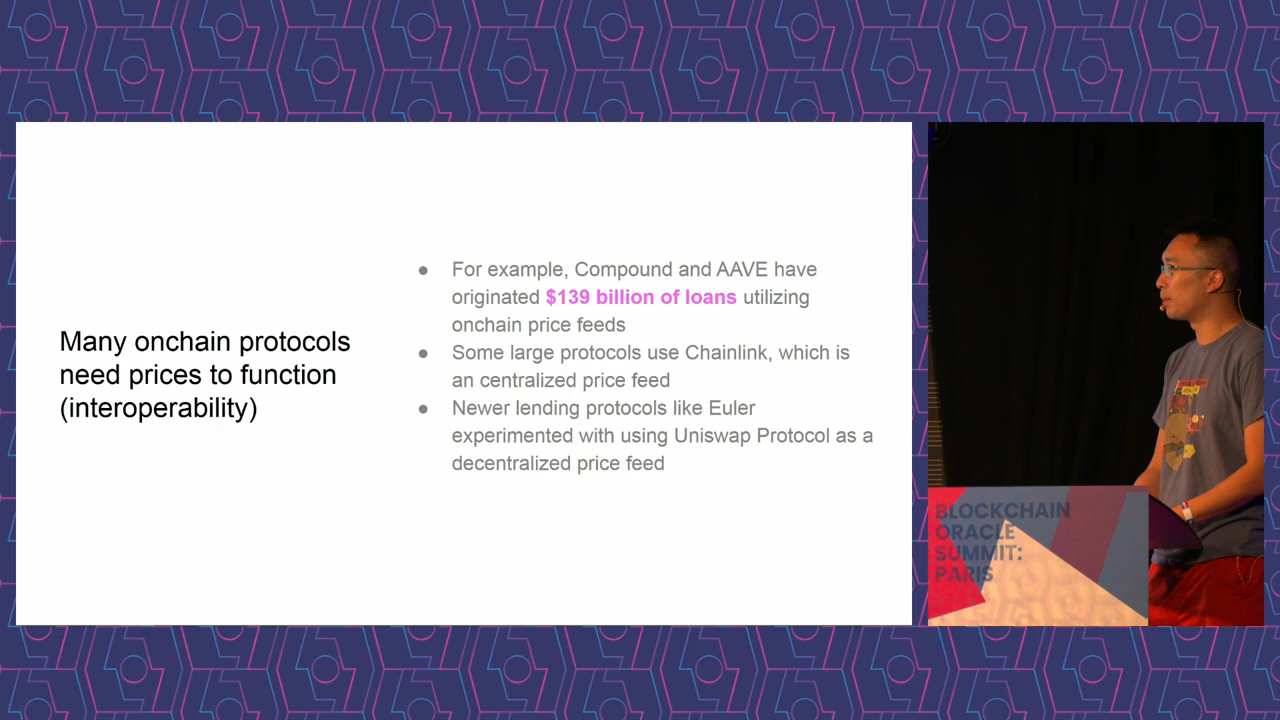 Many onchain protocols
need prices to function
(interoperability)
● For example, Compound and AAVE have
originated $139 billion of loans utilizing
onchain price feeds
● Some large protocols use Chainlink, which is
an centralized price feed
● Newer lending protocols like Euler
experimented with using Uniswap Protocol as a
decentralized price feed
BLOCKCHAIN
ORACLE
SUMMIT:
PARIS